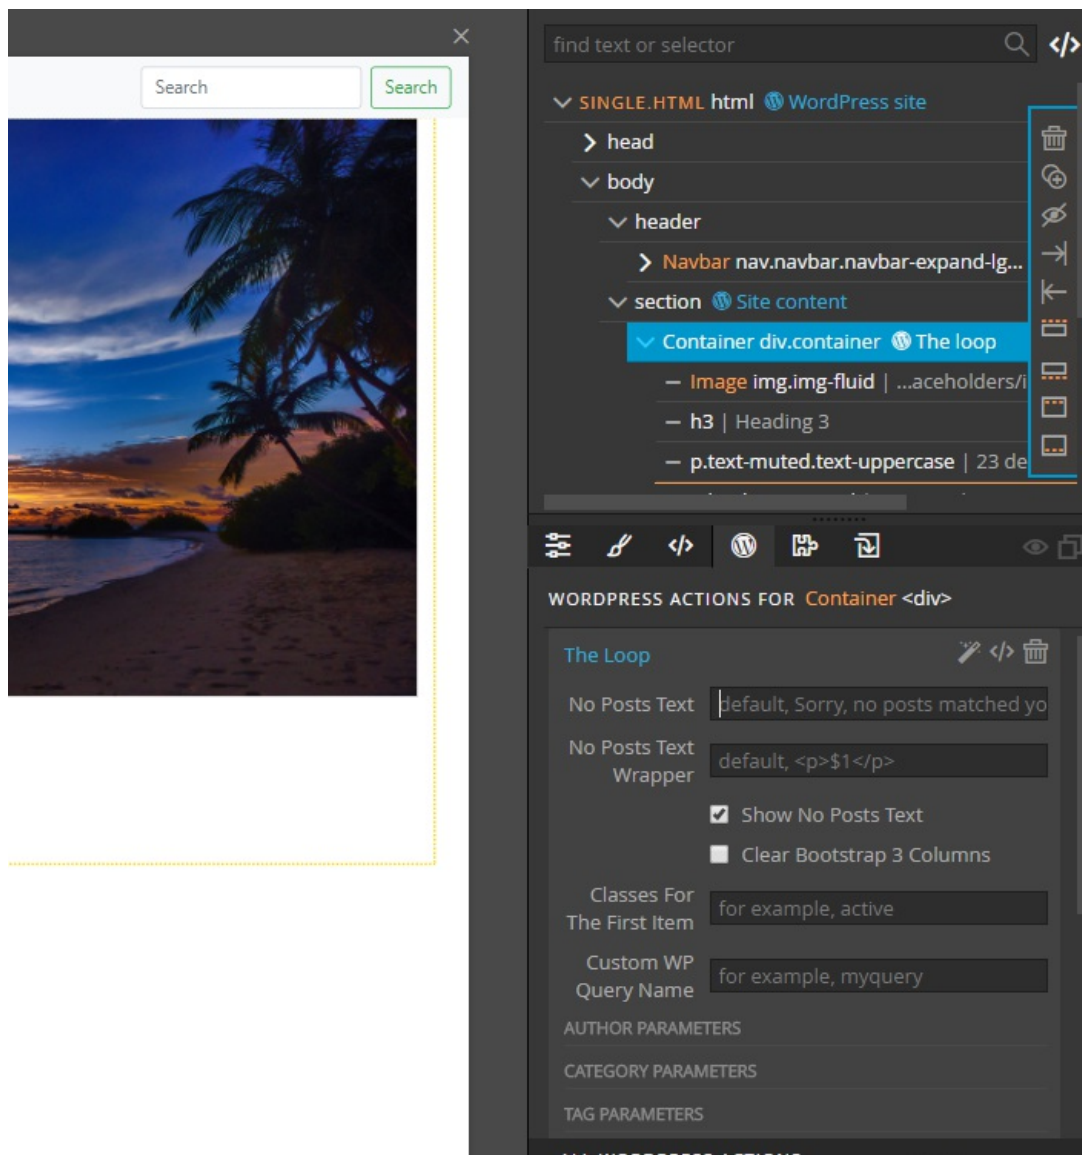 Search Search
find text or selector </>
SINGLE.HTML html WordPress site
head
body
header
Navbar nav.navbar.navbar-expand-lg...
section Site content
Container div.container The loop
Image img.img-fluid | ...aceholders/i
h3 | Heading 3
p.text-muted.text-uppercase | 23 de
WORDPRESS ACTIONS FOR Container <div>
The Loop </>
No Posts Text default, Sorry, no posts matched yo
No Posts Text
Wrapper default, <p>$1</p>
Show No Posts Text
Clear Bootstrap 3 Columns
Classes For
The First Item for example, active
Custom WP
Query Name for example, myquery
AUTHOR PARAMETERS
CATEGORY PARAMETERS
TAG PARAMETERS
ALL WORDPRESS ACTIONS